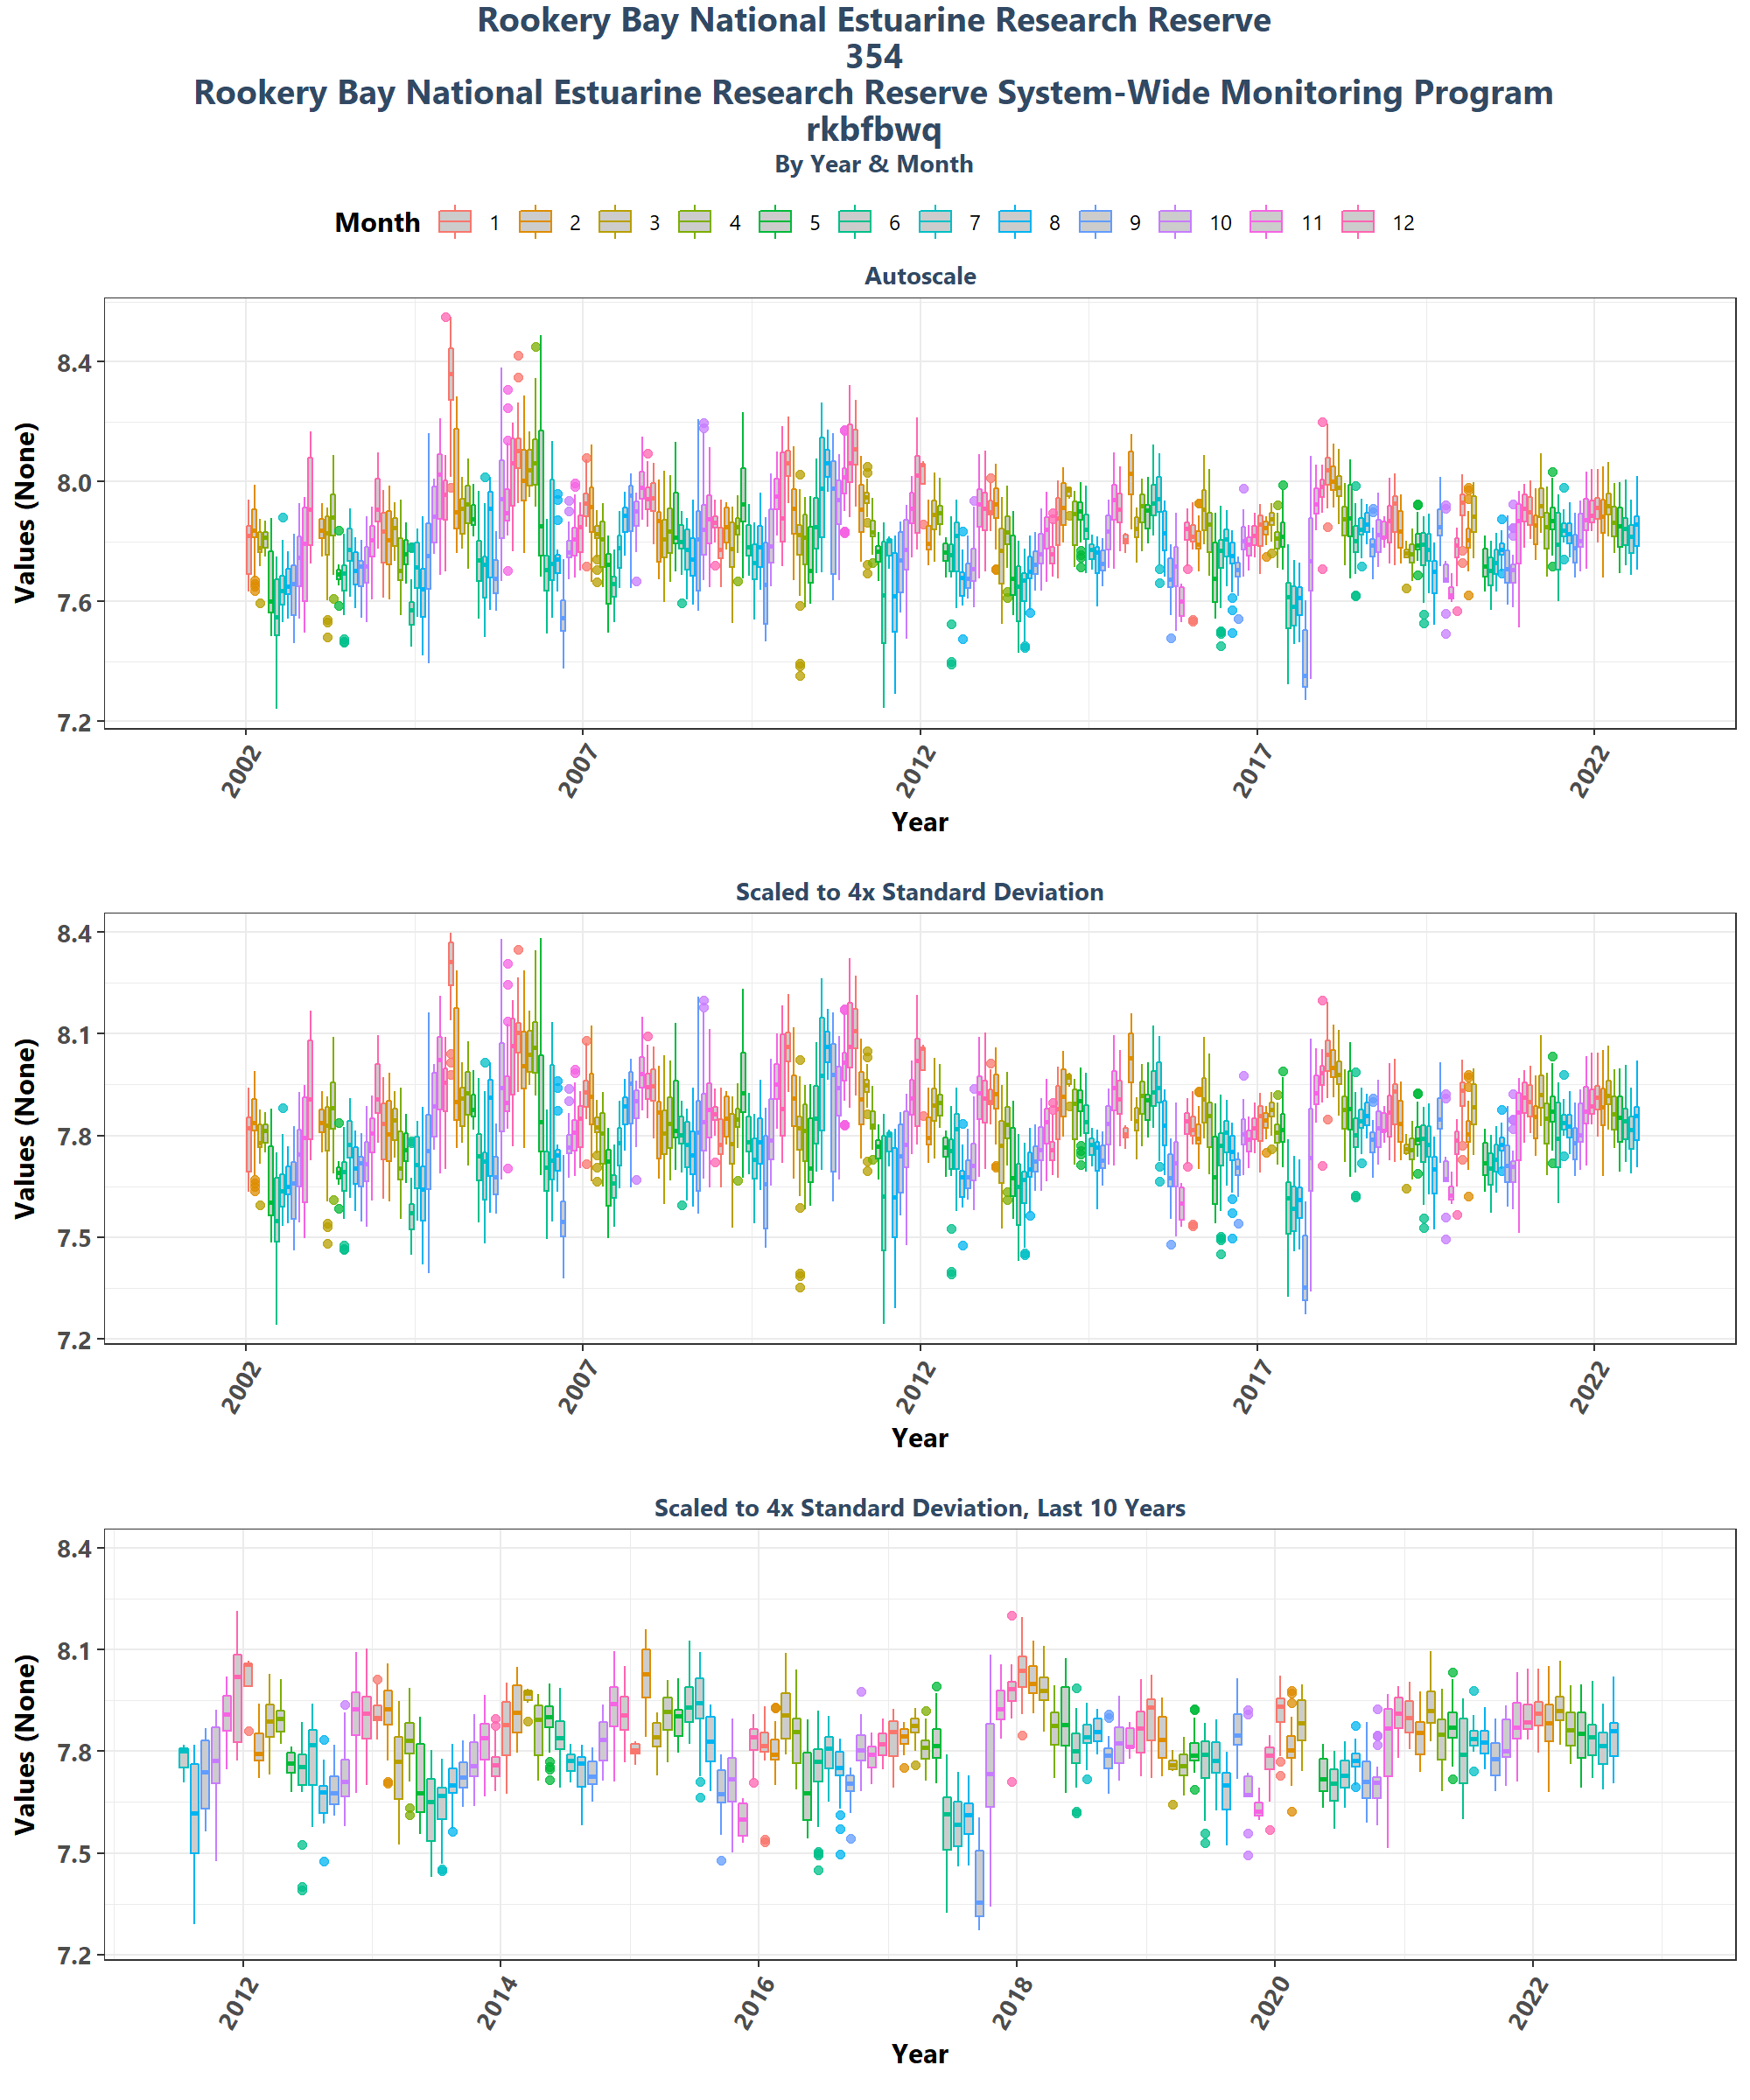 Rookery Bay National Estuarine Research Reserve
354
Rookery Bay National Estuarine Research Reserve System-Wide Monitoring Program
rkbfbwq
By Year & Month
Month 1 2 3 4 5 6 7 8 9 10 11 12
Autoscale
Values (None)
8.4
8.0
7.6
7.2
2002 2007 2012 2017 2022
Year
Scaled to 4x Standard Deviation
Values (None)
8.4
8.1
7.8
7.5
7.2
2002 2007 2012 2017 2022
Year
Scaled to 4x Standard Deviation, Last 10 Years
Values (None)
8.4
8.1
7.8
7.5
7.2
2012 2014 2016 2018 2020 2022
Year